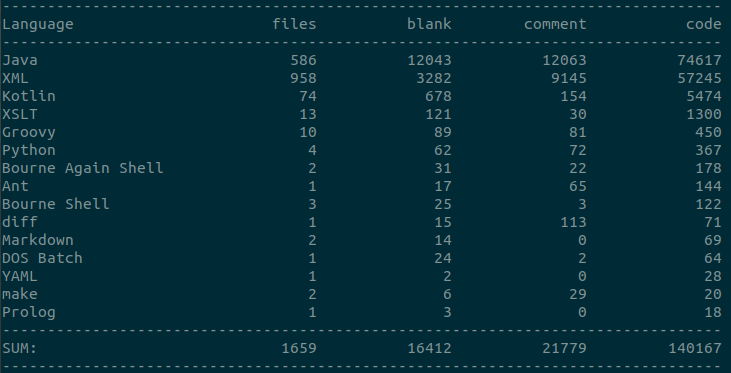 -------------------------------------------------------------------------------
Language                     files          blank        comment           code
-------------------------------------------------------------------------------
Java                           586          12043          12063          74617
XML                            958           3282           9145          57245
Kotlin                          74            678            154           5474
XSLT                            13            121             30           1300
Groovy                          10             89             81            450
Python                           4             62             72            367
Bourne Again Shell               2             31             22            178
Ant                              1             17             65            144
Bourne Shell                     3             25              3            122
diff                             1             15            113             71
Markdown                         2             14              0             69
DOS Batch                        1             24              2             64
YAML                             1              2              0             28
make                             2              6             29             20
Prolog                           1              3              0             18
-------------------------------------------------------------------------------
SUM:                          1659          16412          21779         140167
-------------------------------------------------------------------------------